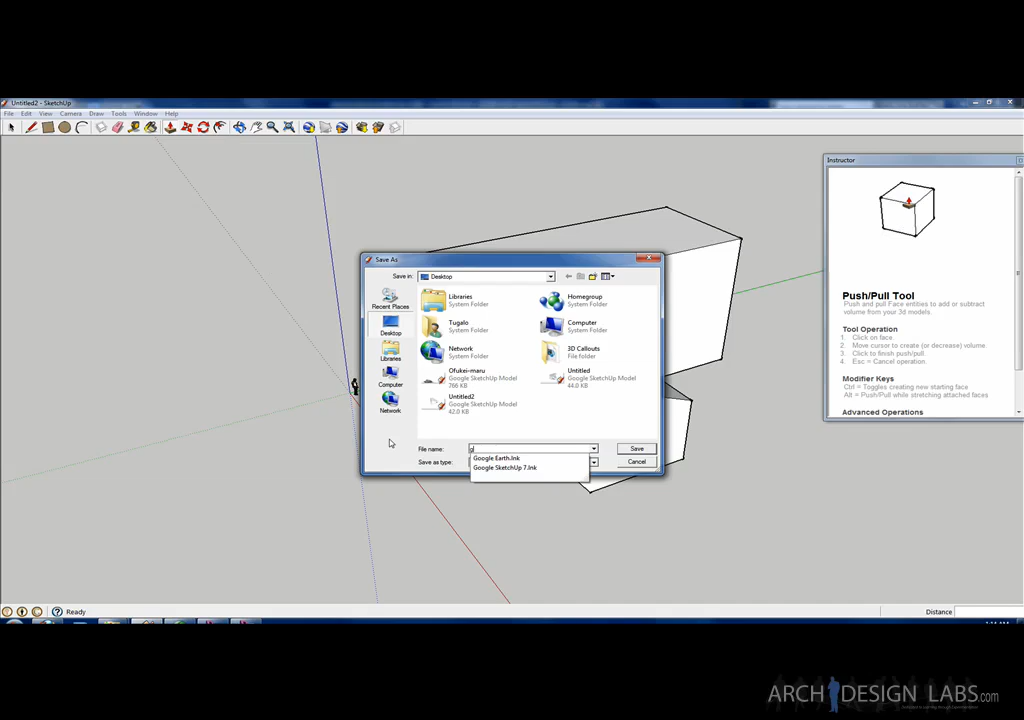 Untitled2 - SketchUp
File Edit View Camera Draw Tools Window Help
Instructor
Push/Pull Tool
Push and pull Face entities to add or subtract
volume from your 3d models.
Tool Operation
1. Click on face.
2. Move cursor to create (or decrease) volume.
3. Click to finish push/pull.
4. Esc = Cancel operation.
Modifier Keys
Ctrl = Toggles creating new starting face
Alt = Push/Pull while stretching attached faces
Advanced Operations
Save As
Save in: Desktop
Recent Places
Desktop
Libraries
Computer
Network
Libraries
System Folder
Homegroup
System Folder
Tugalo
System Folder
Computer
System Folder
Network
System Folder
3D Callouts
File folder
Ofukei-maru
Google SketchUp Model
766 KB
Untitled
Google SketchUp Model
44.0 KB
Untitled2
Google SketchUp Model
42.0 KB
File name: g
Save
Save as type:
Cancel
Google Earth.lnk
Google SketchUp 7.lnk
Ready
Distance
ARCH DESIGN LABS.com